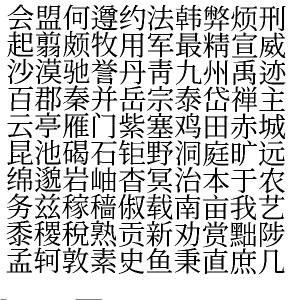 会盟何遵约法韩弊烦刑
起翦颇牧用军最精宣威
沙漠驰誉丹青九州禹迹
百郡秦并岳宗泰岱禅主
云亭雁门紫塞鸡田赤城
昆池碣石钜野洞庭旷远
绵邈岩岫杳冥治本于农
务兹稼穑俶载南亩我艺
黍稷税熟贡新劝赏黜陟
孟轲敦素史鱼秉直庶几